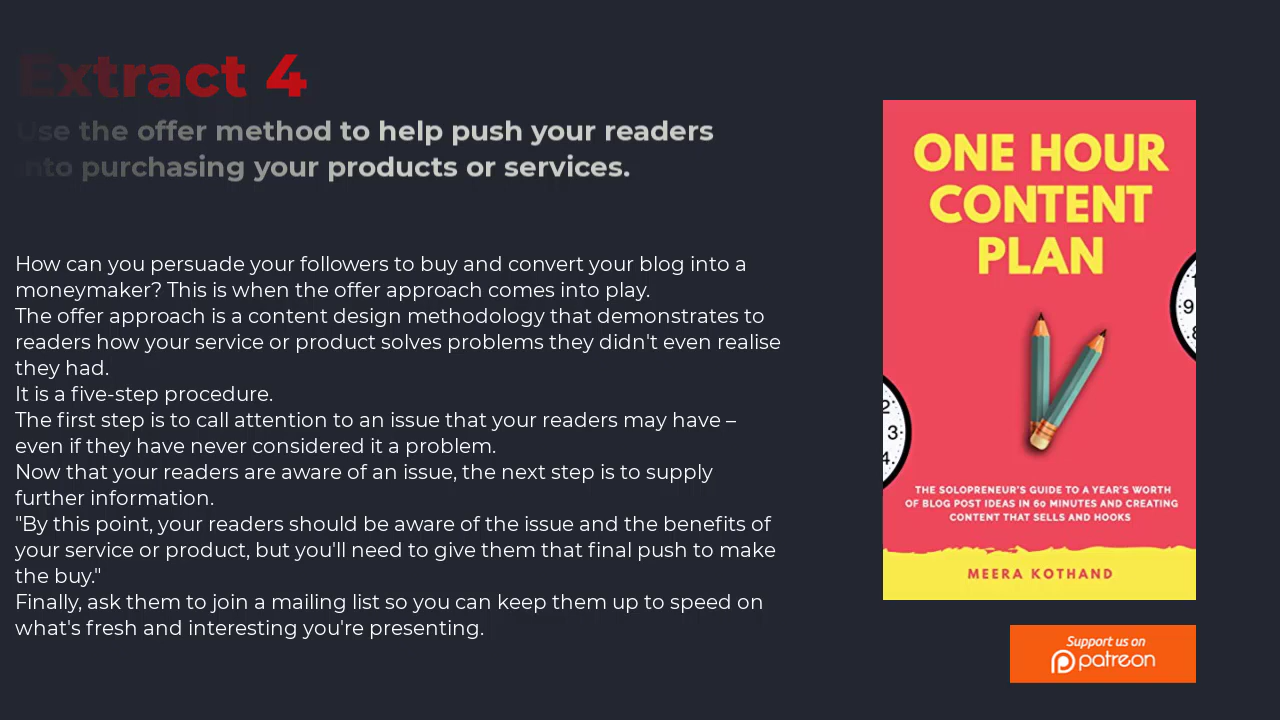 Extract 4
Use the offer method to help push your readers
into purchasing your products or services.
How can you persuade your followers to buy and convert your blog into a
moneymaker? This is when the offer approach comes into play.
The offer approach is a content design methodology that demonstrates to
readers how your service or product solves problems they didn't even realise
they had.
It is a five-step procedure.
The first step is to call attention to an issue that your readers may have –
even if they have never considered it a problem.
Now that your renders are aware of an issue, the next step is to supply
further information.
"By this point, your readers should be aware of the issue and the benefits of
your service or product, but you'll need to give them that final push to make
the buy."
Finally, ask them to join a mailing list so you can keep them up to speed on
what's fresh and interesting you're presenting.
ONE HOUR
CONTENT
PLAN
9
2
3
4
THE SOLOPRENEUR'S GUIDE TO A YEAR'S WORTH
OF BLOG POST IDEAS IN 60 MINUTES AND CREATING
CONTENT THAT SELLS AND HOOKS
MEERA KOTHAND
Support us on
patreon